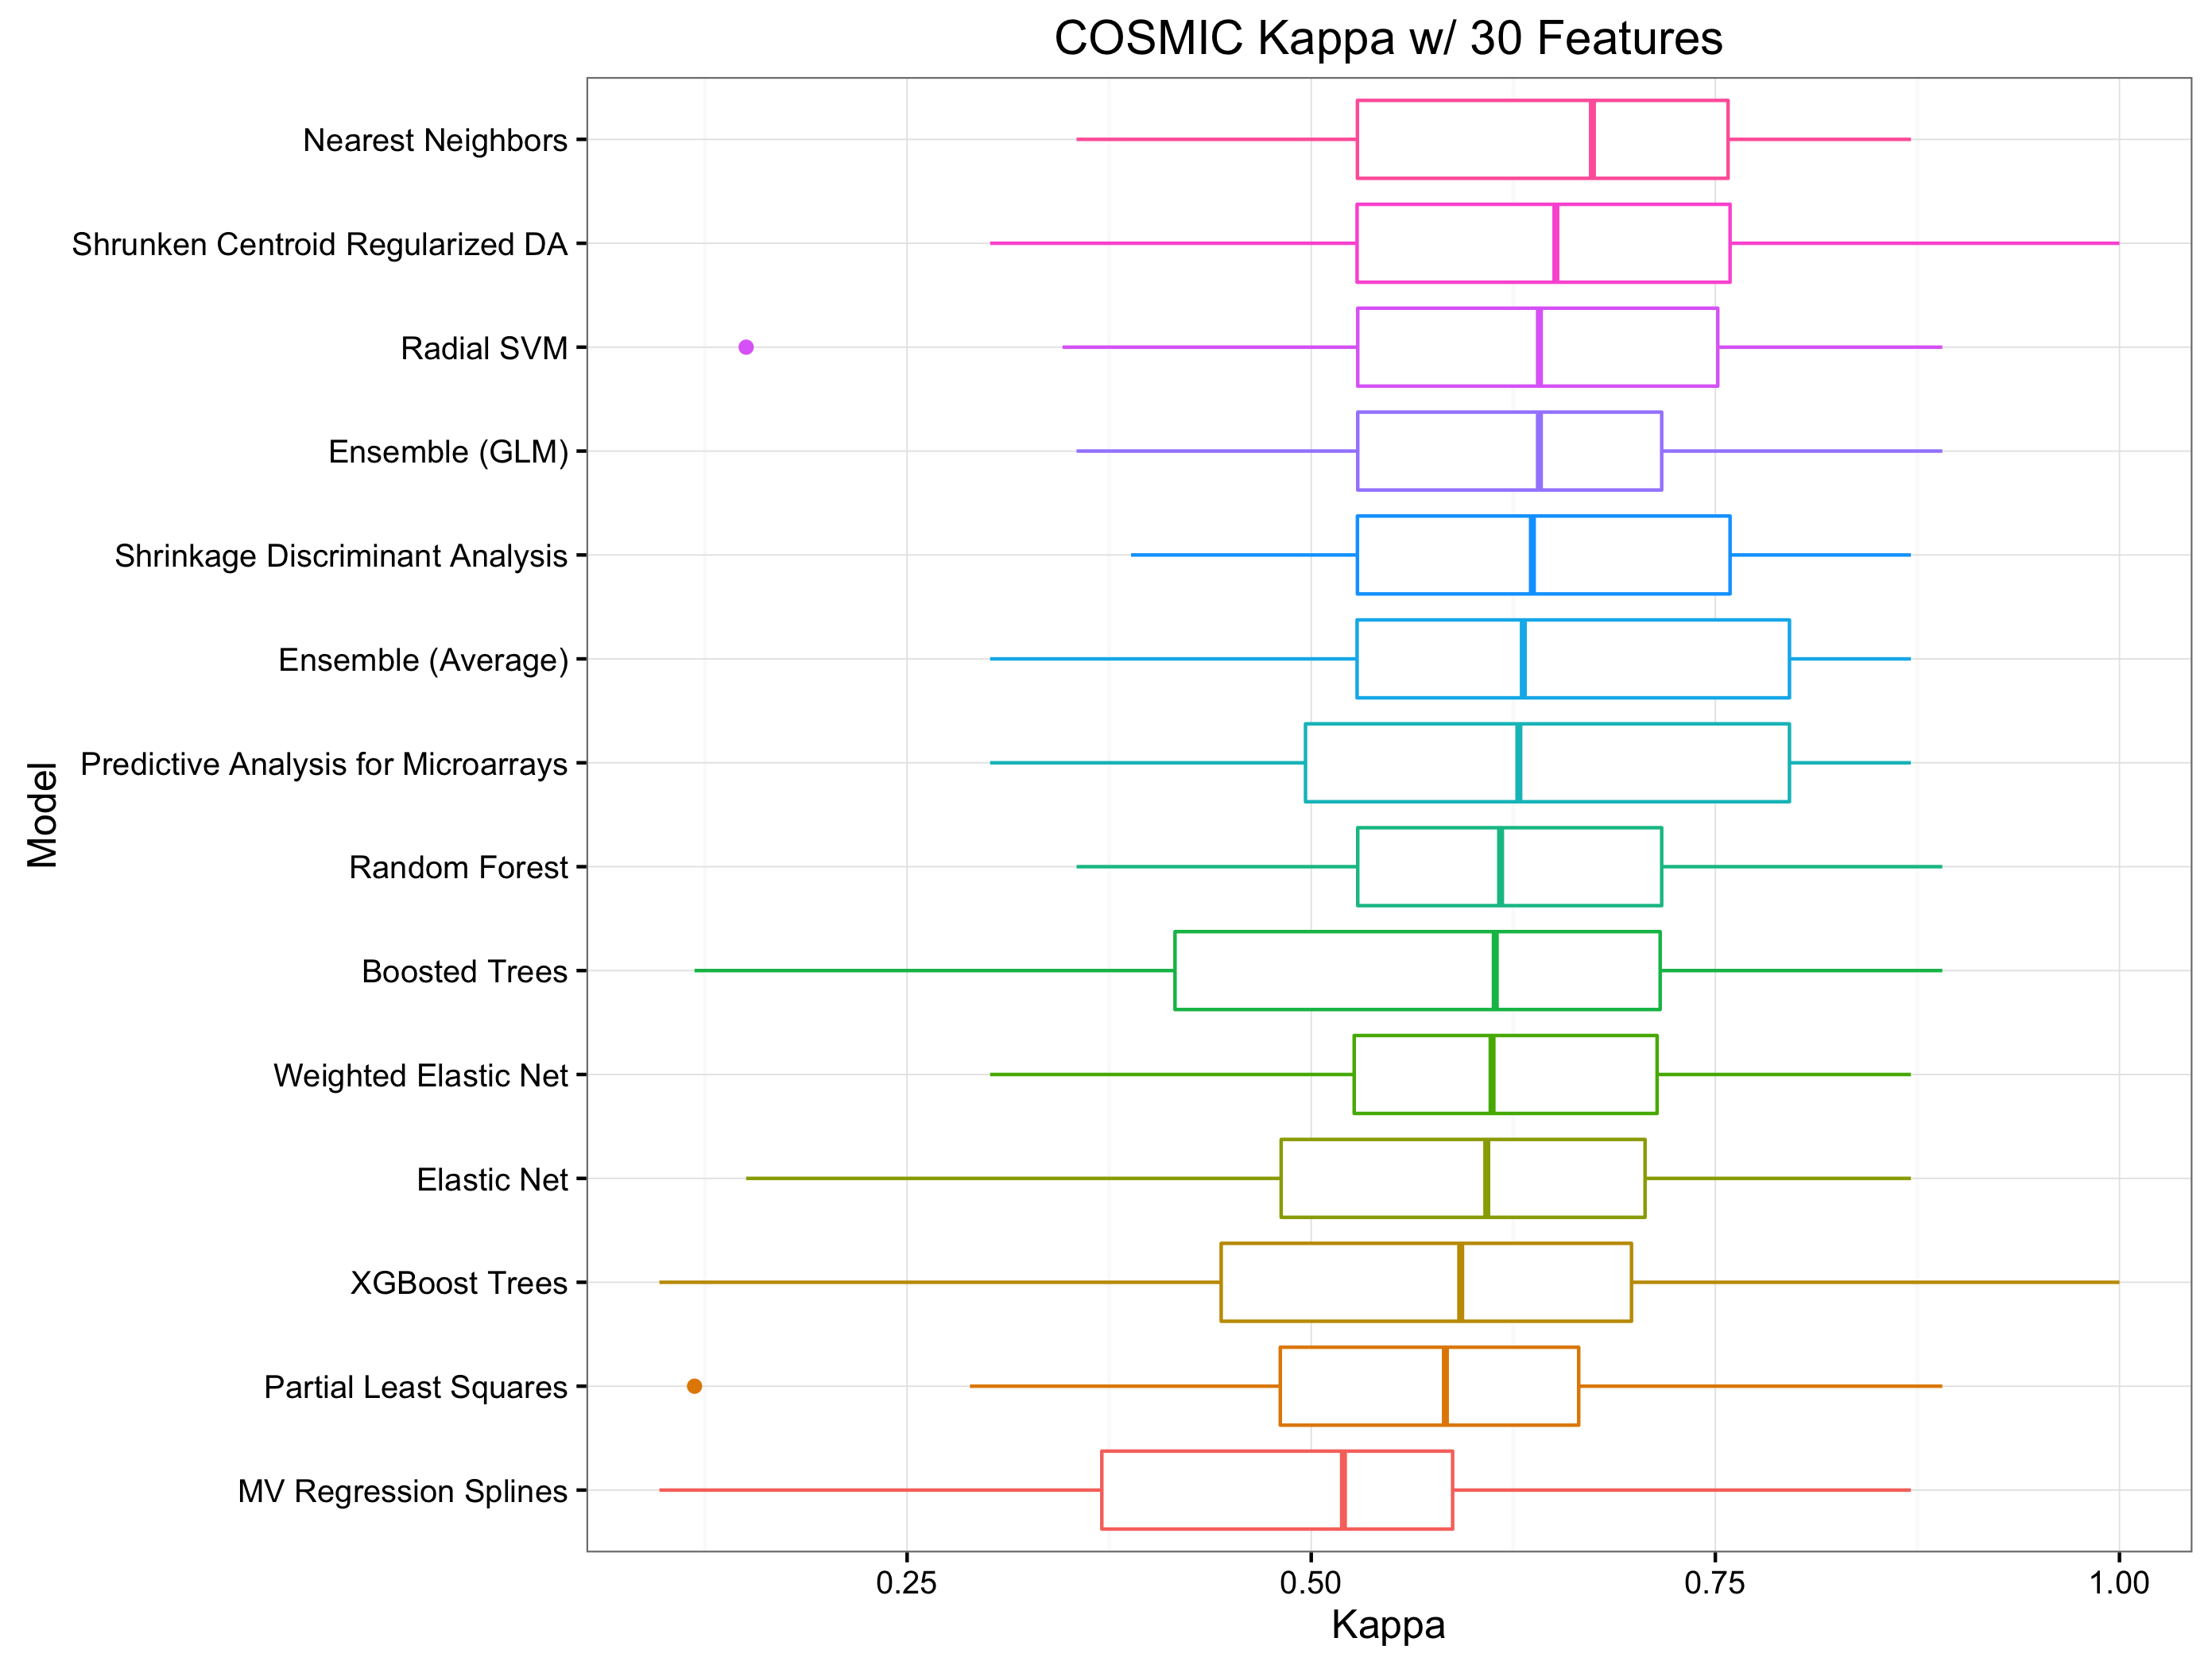 COSMIC Kappa w/ 30 Features
Nearest Neighbors
Shrunken Centroid Regularized DA
Radial SVM
Ensemble (GLM)
Shrinkage Discriminant Analysis
Ensemble (Average)
Predictive Analysis for Microarrays
Random Forest
Boosted Trees
Weighted Elastic Net
Elastic Net
XGBoost Trees
Partial Least Squares
MV Regression Splines
Model
0.25 0.50 0.75 1.00
Kappa